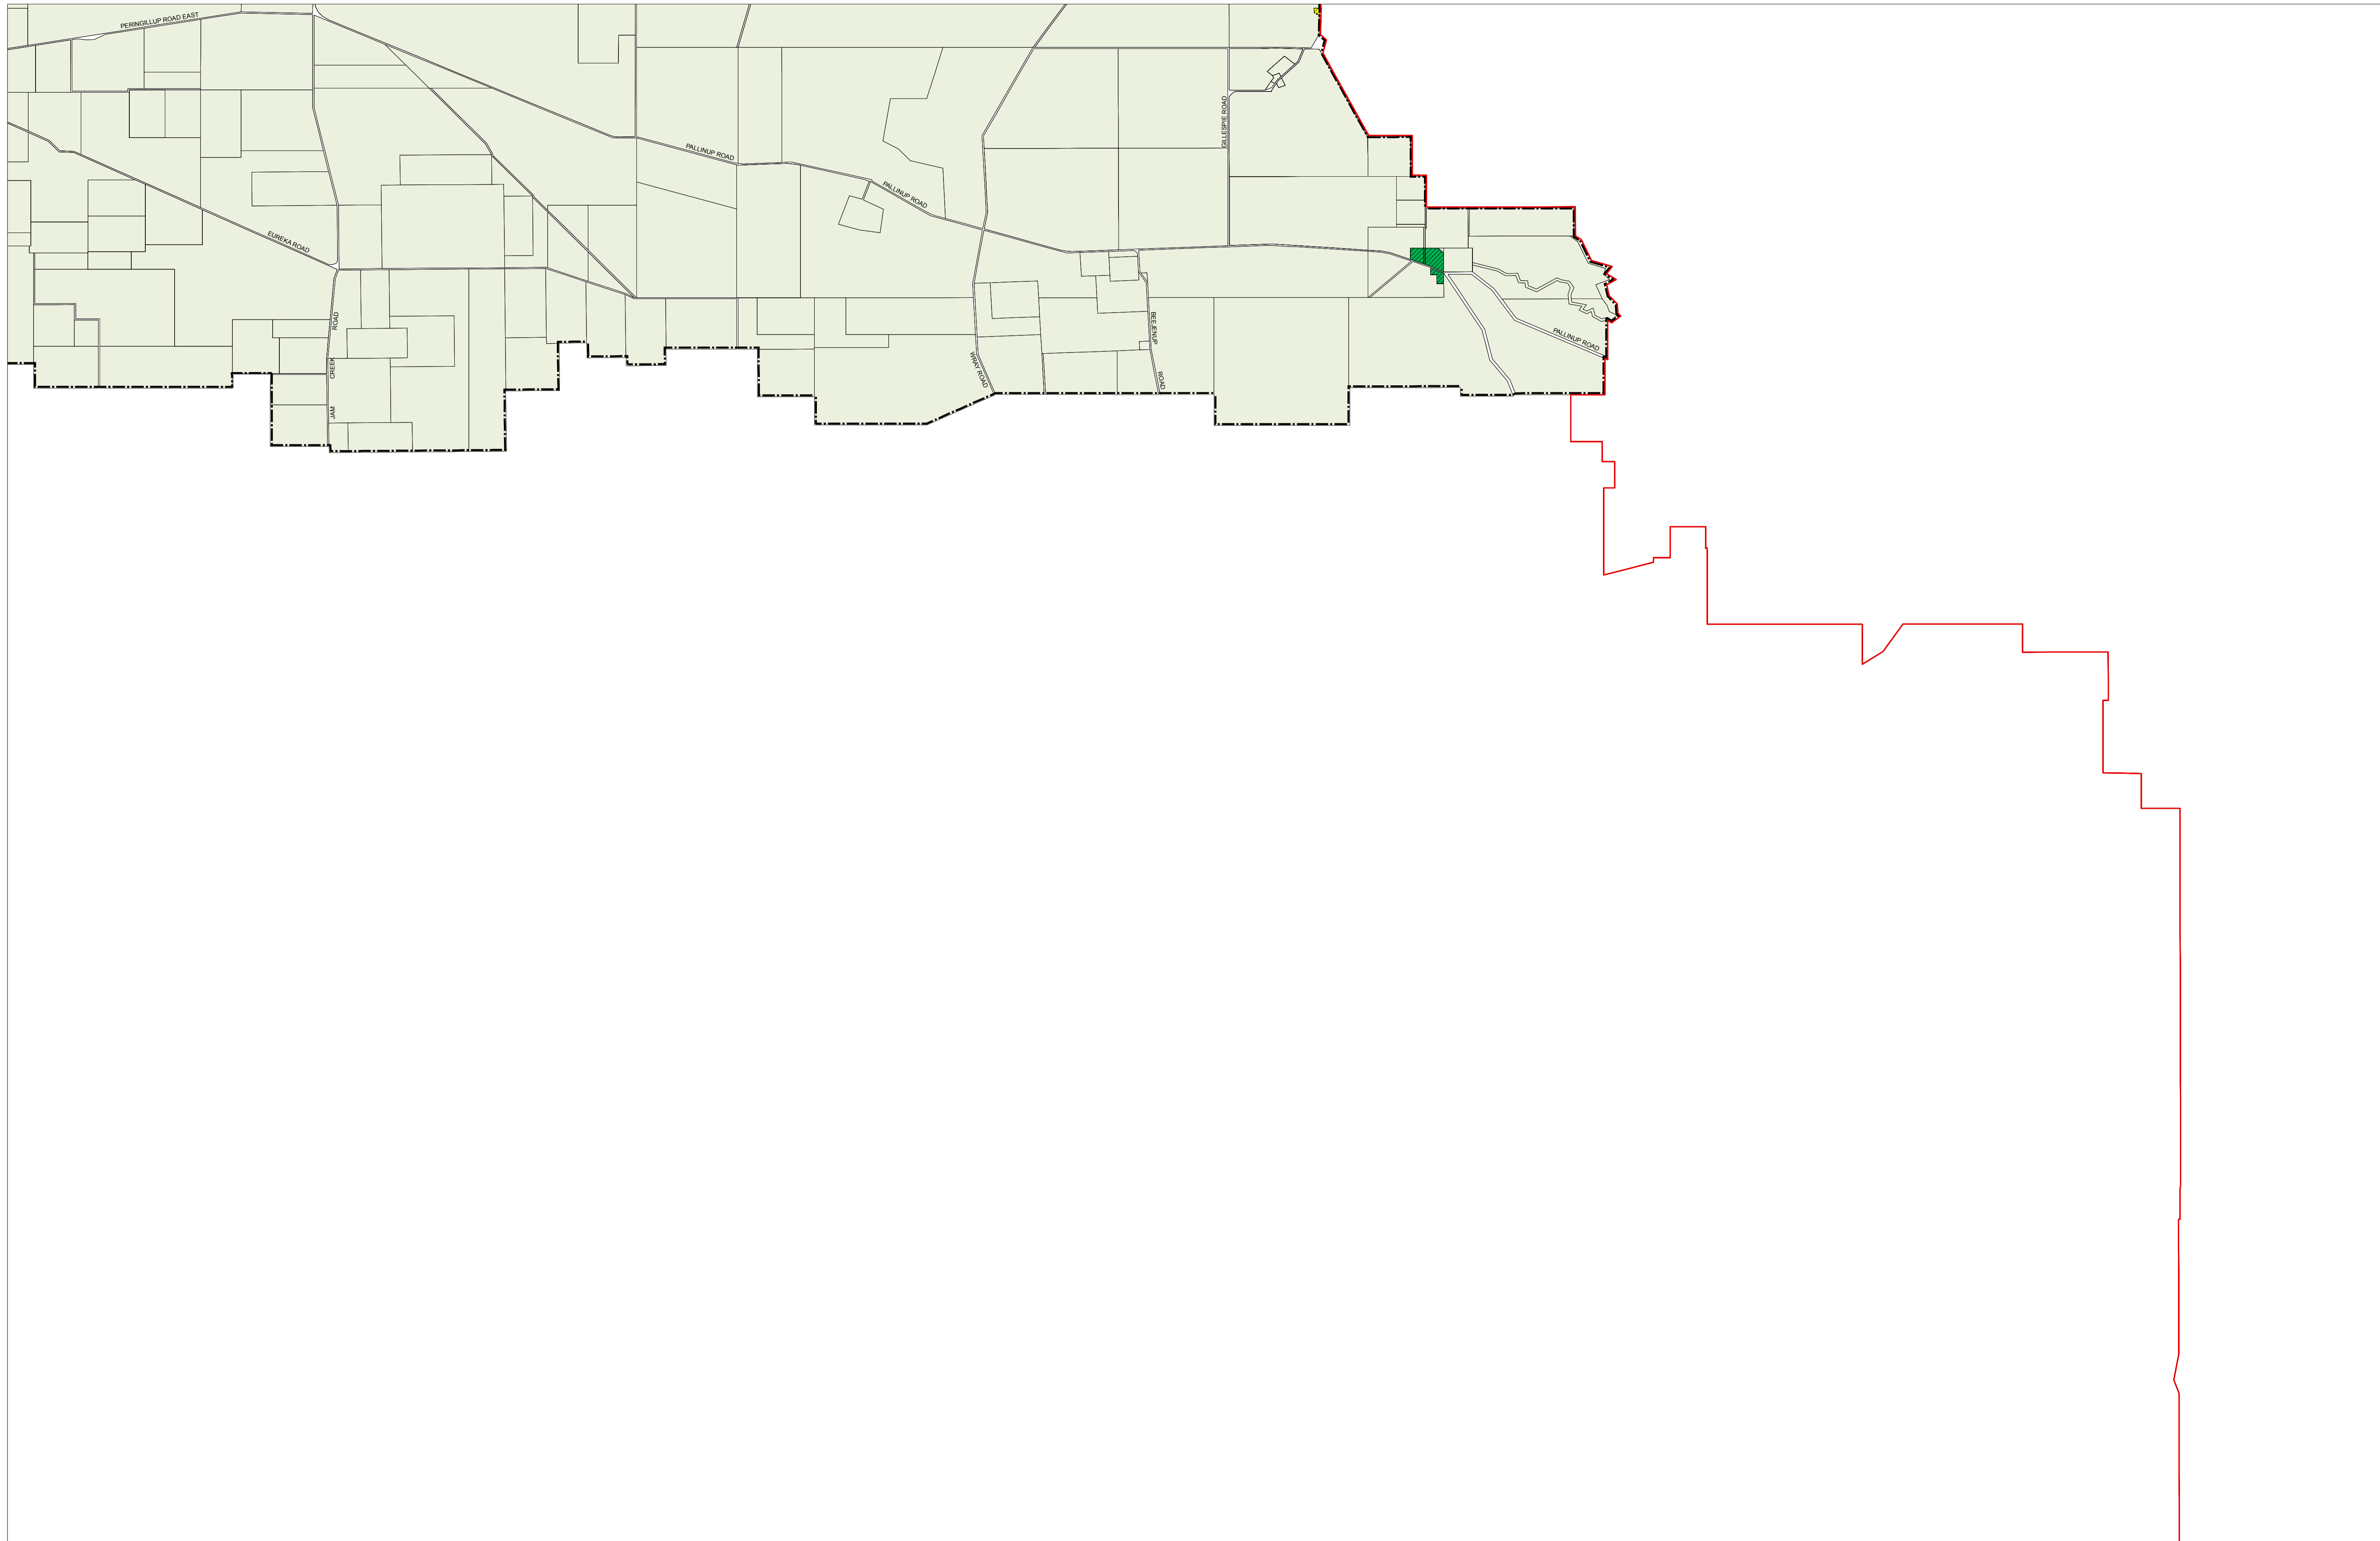 PERINGILLUP ROAD EAST
GILLESPIE ROAD
PALLINUP ROAD
PALLINUP ROAD
EUREKA ROAD
JAM CREEK ROAD
WRAY ROAD
BEEJENUP ROAD
PALLINUP ROAD